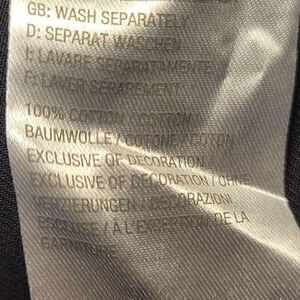 GB: WASH SEPARATELY
D: SEPARAT WASCHEN
I: LAVARE SEPARATAMENTE
F: LAVER SEPAREMENT
100% COTTON / COTTON /
BAUMWOLLE / COTONE / COTON
EXCLUSIVE OF DECORATION /
EXCLUSIVE OF DECORATION / OHNE
VERZIERUNGEN / DECORAZIONI
ESCLUSE / À L'EXCEPTION DE LA
GARNITURE